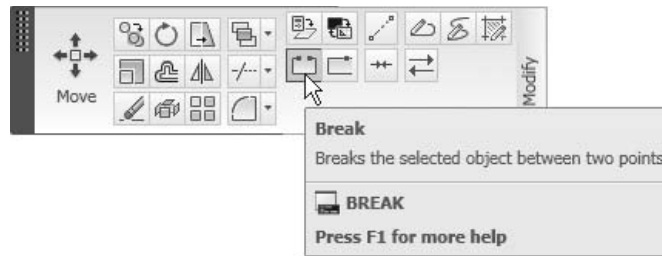 Move
Modify
Break
Breaks the selected object between two points
BREAK
Press F1 for more help